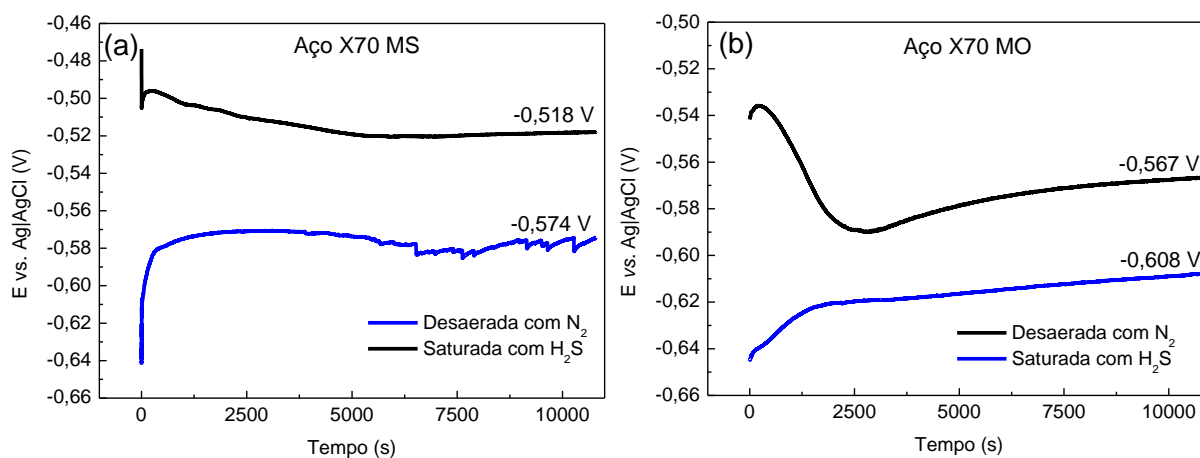 (a)
Aço X70 MS
-0,46
-0,48
-0,50
-0,52
-0,54
-0,56
-0,58
-0,60
-0,62
-0,64
-0,66
E vs. Ag|AgCl (V)
-0,518 V
-0,574 V
Desaerada com N₂
Saturada com H₂S
0 2500 5000 7500 10000
Tempo (s)
(b)
Aço X70 MO
-0,50
-0,52
-0,54
-0,56
-0,58
-0,60
-0,62
-0,64
-0,66
E vs. Ag|AgCl (V)
-0,567 V
-0,608 V
Desaerada com N₂
Saturada com H₂S
0 2500 5000 7500 10000
Tempo (s)